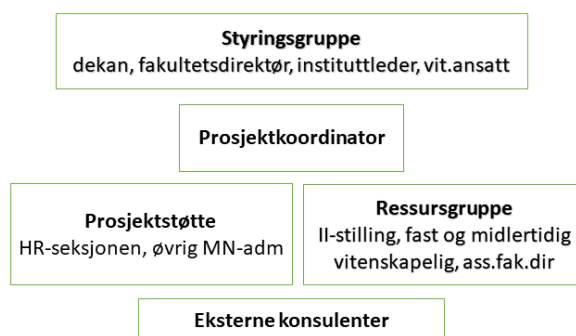 Styringsgruppe
dekan, fakultetsdirektør, instituttleder, vit.ansatt
Prosjektkoordinator
Prosjektstøtte
HR-seksjonen, øvrig MN-adm
Ressursgruppe
II-stilling, fast og midlertidig
vitenskapelig, ass.fak.dir
Eksterne konsulenter